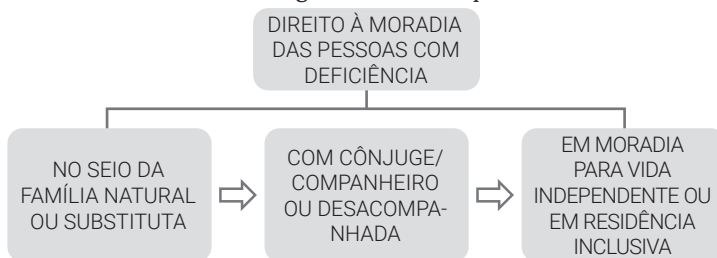 DIREITO À MORADIA
DAS PESSOAS COM
DEFICIÊNCIA
NO SEIO DA
FAMÍLIA NATURAL
OU SUBSTITUTA
COM CÔNJUGE/
COMPANHEIRO
OU DESACOMPA-
NHADA
EM MORADIA
PARA VIDA
INDEPENDENTE OU
EM RESIDÊNCIA
INCLUSIVA